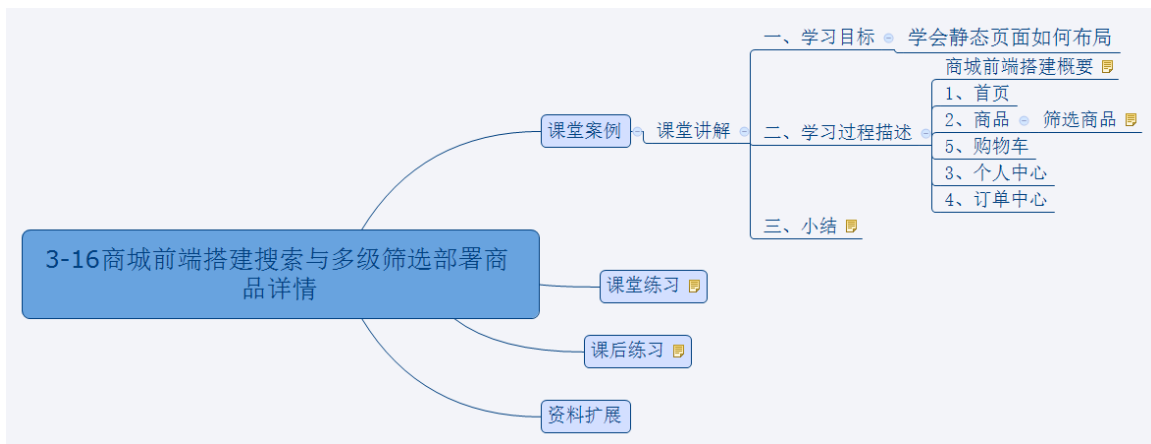 一、学习目标
学会静态页面如何布局
商城前端搭建概要
1、首页
2、商品
筛选商品
课堂案例
课堂讲解
二、学习过程描述
5、购物车
3、个人中心
4、订单中心
三、小结
3-16商城前端搭建搜索与多级筛选部署商
品详情
课堂练习
课后练习
资料扩展